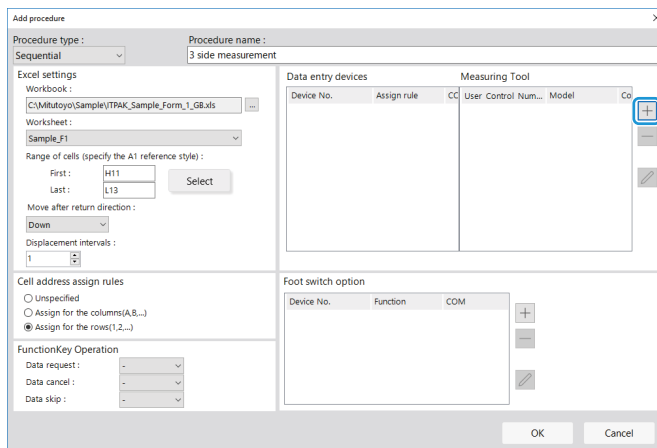 Add procedure
Procedure type :
Procedure name :
Sequential
3 side measurement
Excel settings
Workbook :
C:\Mitutoyo\Sample\ITPAK_Sample_Form_1_GB.xls
...
Worksheet :
Sample_F1
Range of cells (specify the A1 reference style) :
First :
H11
Last :
L13
Select
Move after return direction :
Down
Displacement intervals :
1
Data entry devices
Measuring Tool
Device No.
Assign rule
CC
User Control Num...
Model
Co
Cell address assign rules
Unspecified
Assign for the columns(A,B,...)
Assign for the rows(1,2,...)
FunctionKey Operation
Data request :
-
Data cancel :
-
Data skip :
-
Foot switch option
Device No.
Function
COM
OK
Cancel